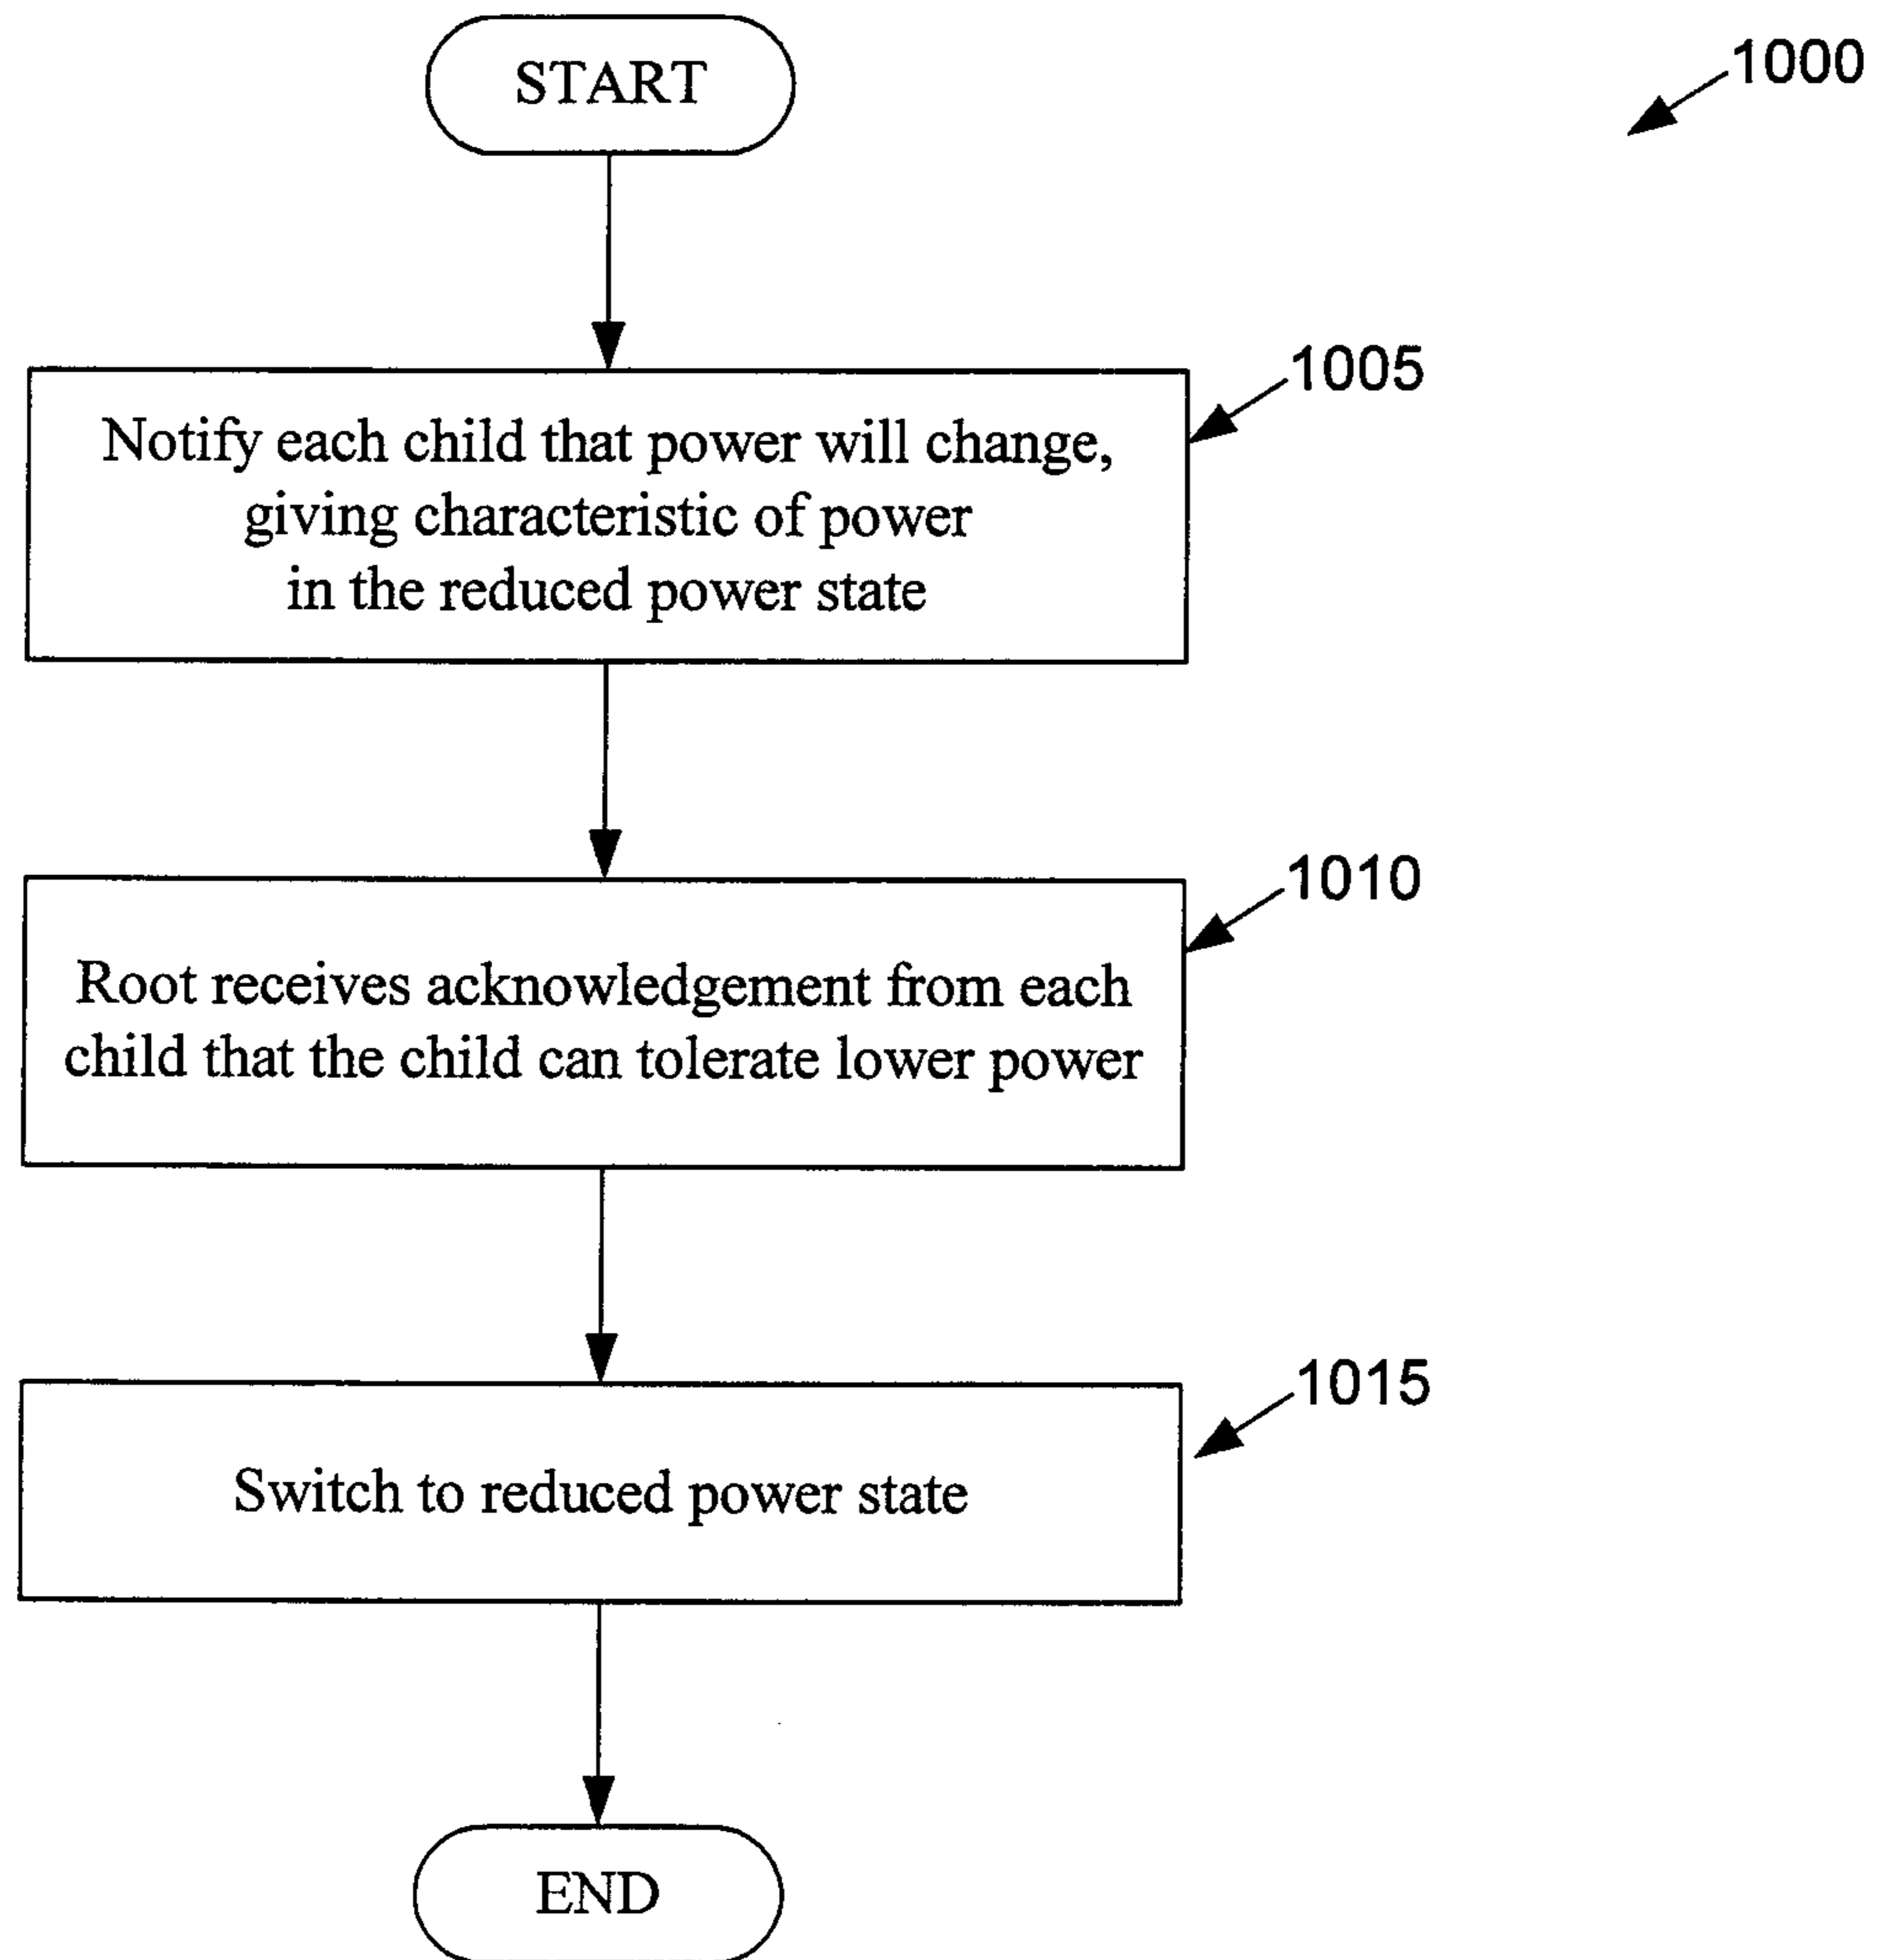 START
1000
1005
Notify each child that power will change,
giving characteristic of power
in the reduced power state
1010
Root receives acknowledgement from each
child that the child can tolerate lower power
1015
Switch to reduced power state
END